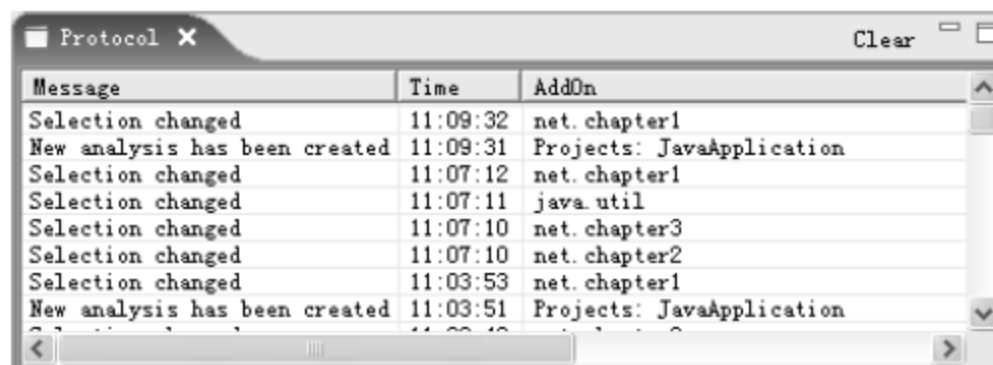 Protocol
Clear
Message Time AddOn
Selection changed 11:09:32 net.chapter1
New analysis has been created 11:09:31 Projects: JavaApplication
Selection changed 11:07:12 net.chapter1
Selection changed 11:07:11 java.util
Selection changed 11:07:10 net.chapter3
Selection changed 11:07:10 net.chapter2
Selection changed 11:03:53 net.chapter1
New analysis has been created 11:03:51 Projects: JavaApplication